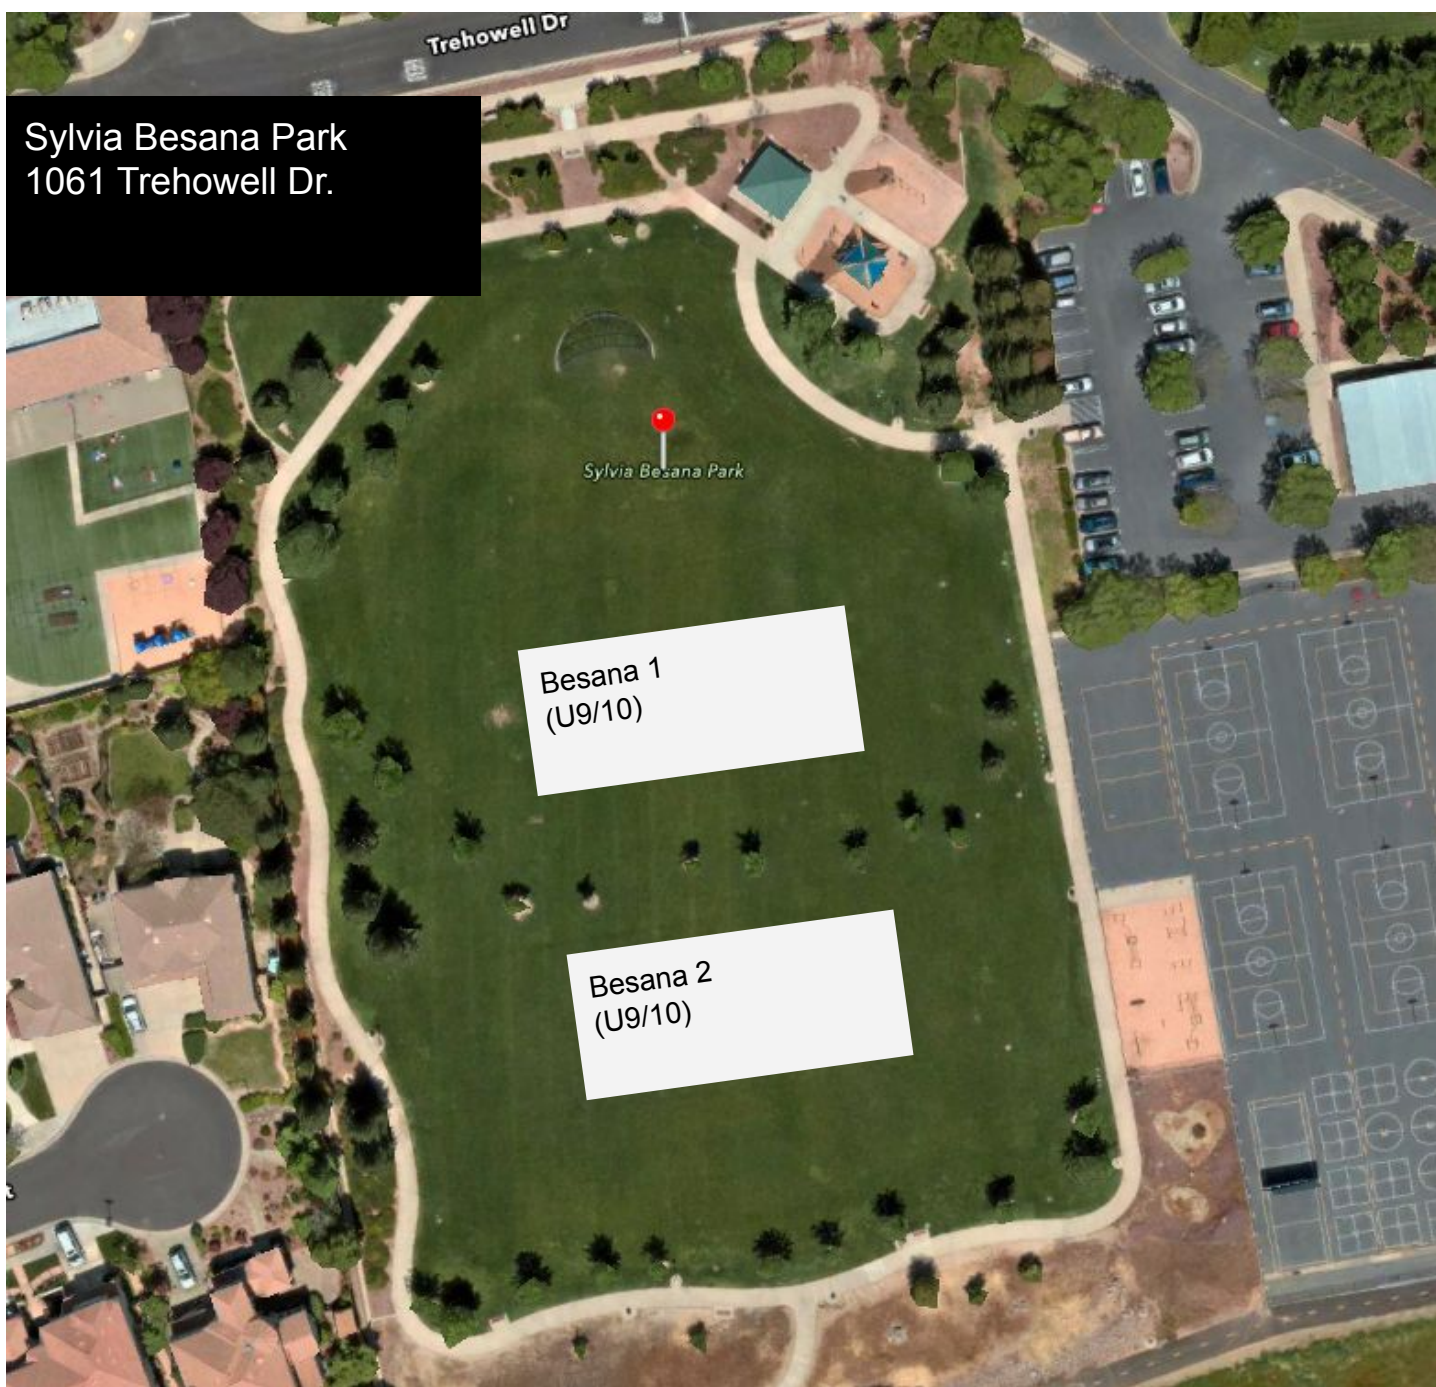 Trehowell Dr
Sylvia Besana Park
1061 Trehowell Dr.
Sylvia Besana Park
Besana 1
(U9/10)
Besana 2
(U9/10)